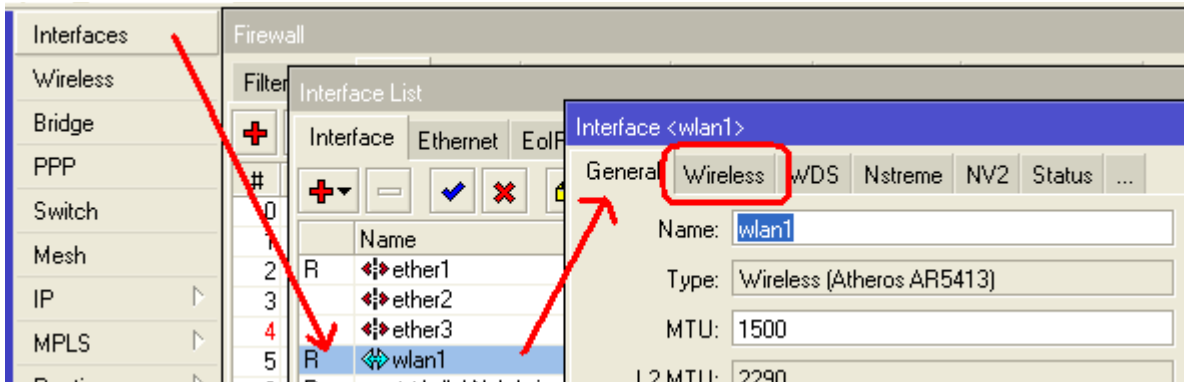 Interfaces
Wireless
Bridge
PPP
Switch
Mesh
IP
MPLS
Firewall
Filter
#
0
1
2
3
4
5
Interface List
Interface Ethernet EoIP
Name
R ether1
ether2
ether3
R wlan1
Interface <wlan1>
General Wireless WDS Nstreme NV2 Status ...
Name: wlan1
Type: Wireless (Atheros AR5413)
MTU: 1500
L2 MTU: 2290